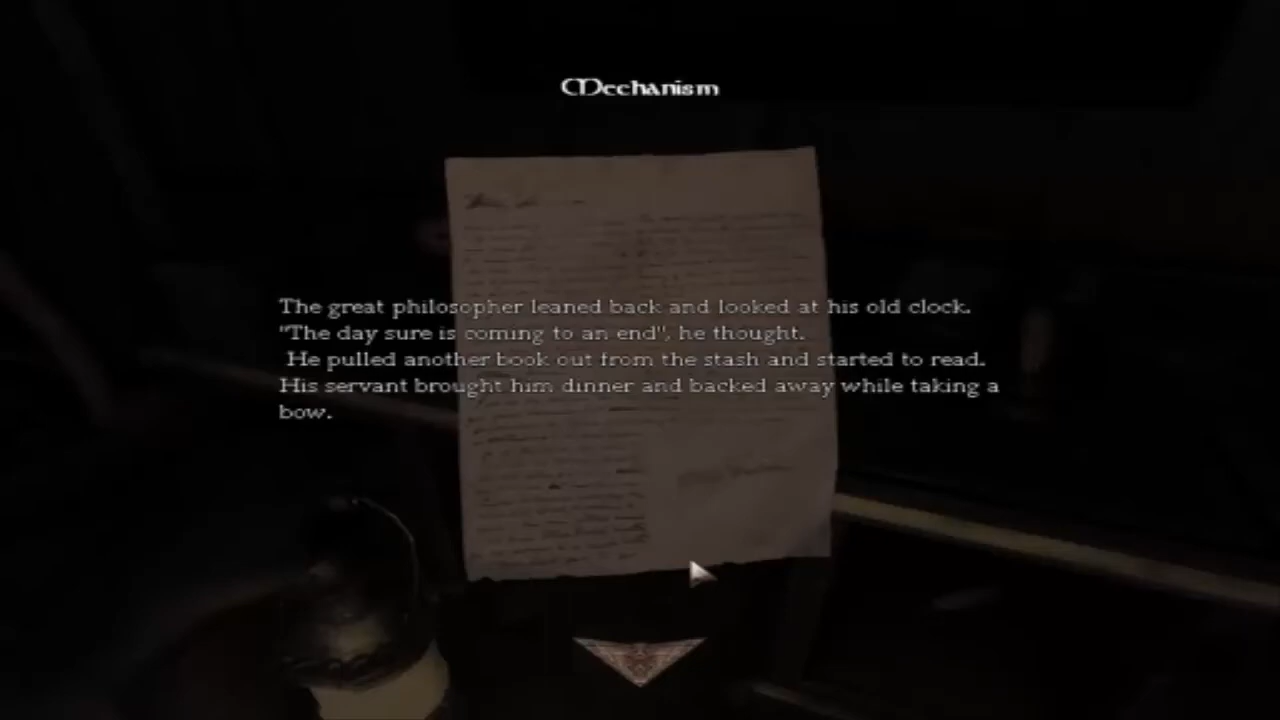 Mechanism
The great philosopher leaned back and looked at his old clock.
"The day sure is coming to an end", he thought.
He pulled another book out from the stash and started to read.
His servant brought him dinner and backed away while taking a
bow.